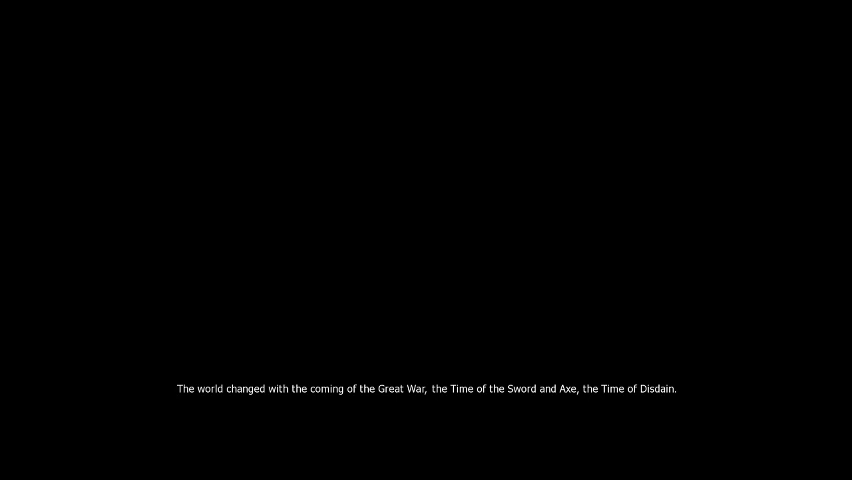 The world changed with the coming of the Great War, the Time of the Sword and Axe, the Time of Disdain.